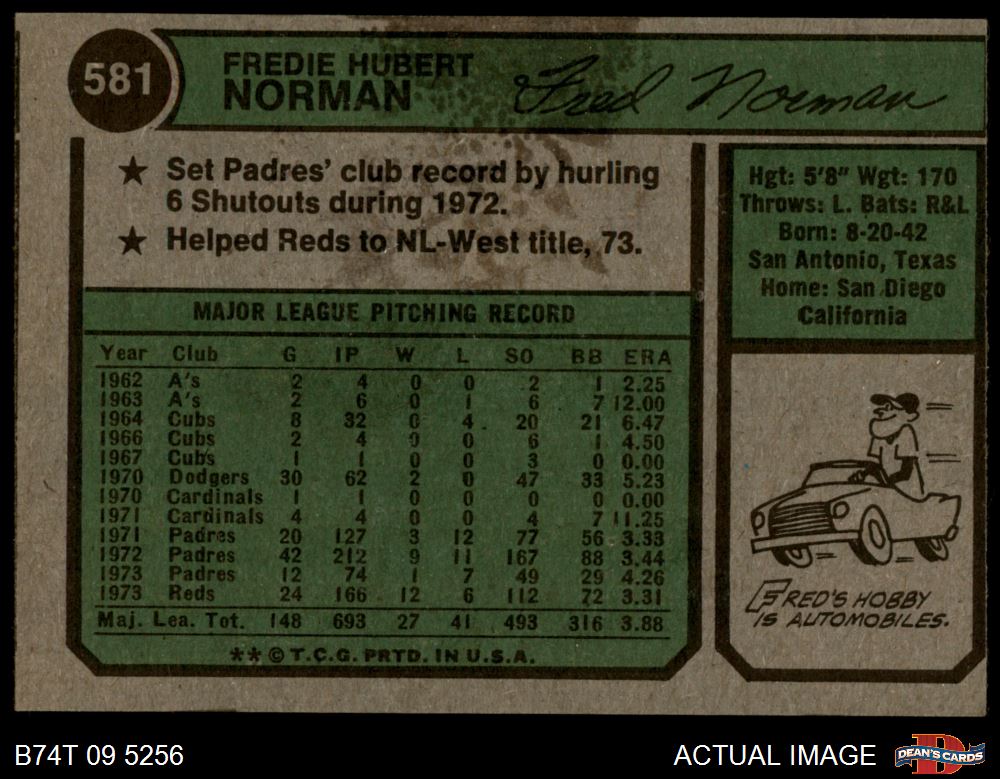 581
FREDIE HUBERT
NORMAN
Fred Norman
★ Set Padres' club record by hurling
6 Shutouts during 1972.
★ Helped Reds to NL-West title, 73.
Hgt: 5'8" Wgt: 170
Throws: L. Bats: R&L
Born: 8-20-42
San Antonio, Texas
Home: San Diego
California
MAJOR LEAGUE PITCHING RECORD
Year Club G IP W L SO BB ERA
1962 A's 2 4 0 0 2 1 2.25
1963 A's 2 6 0 1 6 7 12.00
1964 Cubs 8 32 0 4 20 21 6.47
1966 Cubs 2 4 0 0 6 1 4.50
1967 Cubs 1 1 0 0 3 0 0.00
1970 Dodgers 30 62 2 0 47 33 5.23
1970 Cardinals 1 1 0 0 0 0 0.00
1971 Cardinals 4 4 0 0 4 7 11.25
1971 Padres 20 127 3 12 77 56 3.33
1972 Padres 42 212 9 11 167 88 3.44
1973 Padres 12 74 1 7 49 29 4.26
1973 Reds 24 166 12 6 112 72 3.31
Maj. Lea. Tot. 148 693 27 41 493 316 3.88
** © T.C.G. PRTD. IN U.S.A.
FRED'S HOBBY
IS AUTOMOBILES.
B74T 09 5256
ACTUAL IMAGE
DEAN'S CARDS